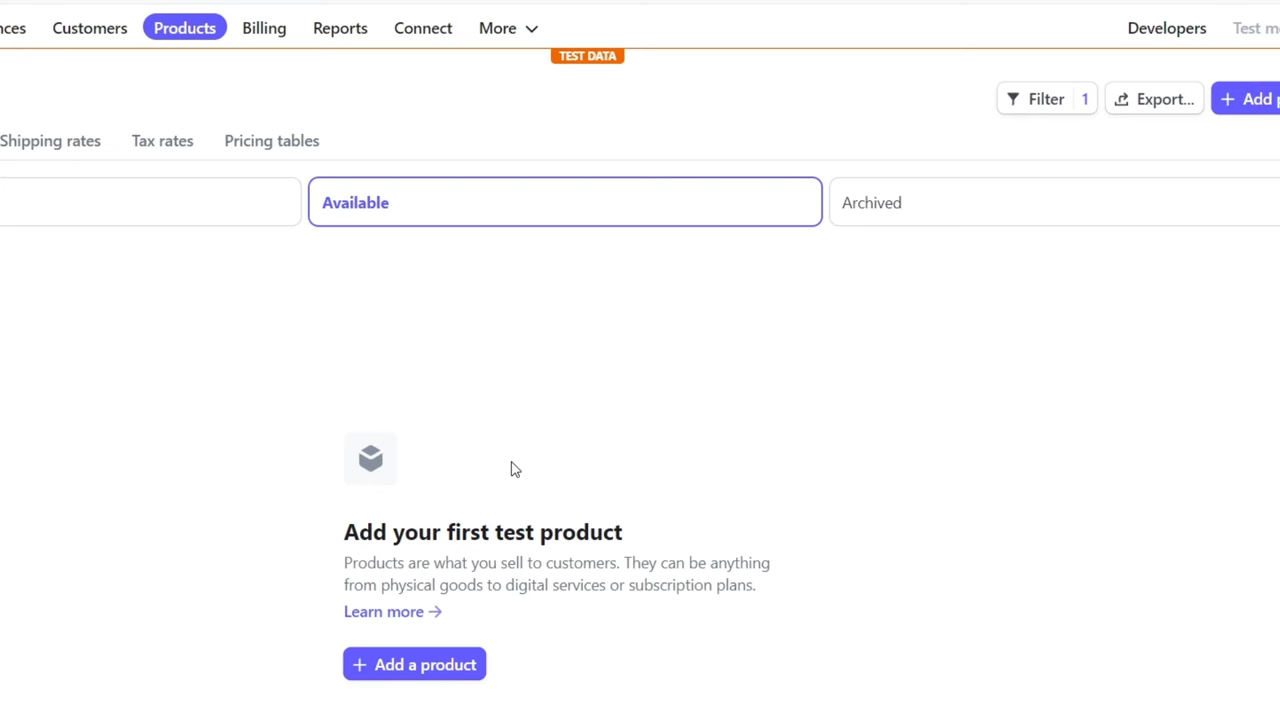 nces Customers Products Billing Reports Connect More Developers Test m
TEST DATA
Filter 1 Export... + Add p
Shipping rates Tax rates Pricing tables
Available Archived
Add your first test product
Products are what you sell to customers. They can be anything
from physical goods to digital services or subscription plans.
Learn more →
+ Add a product